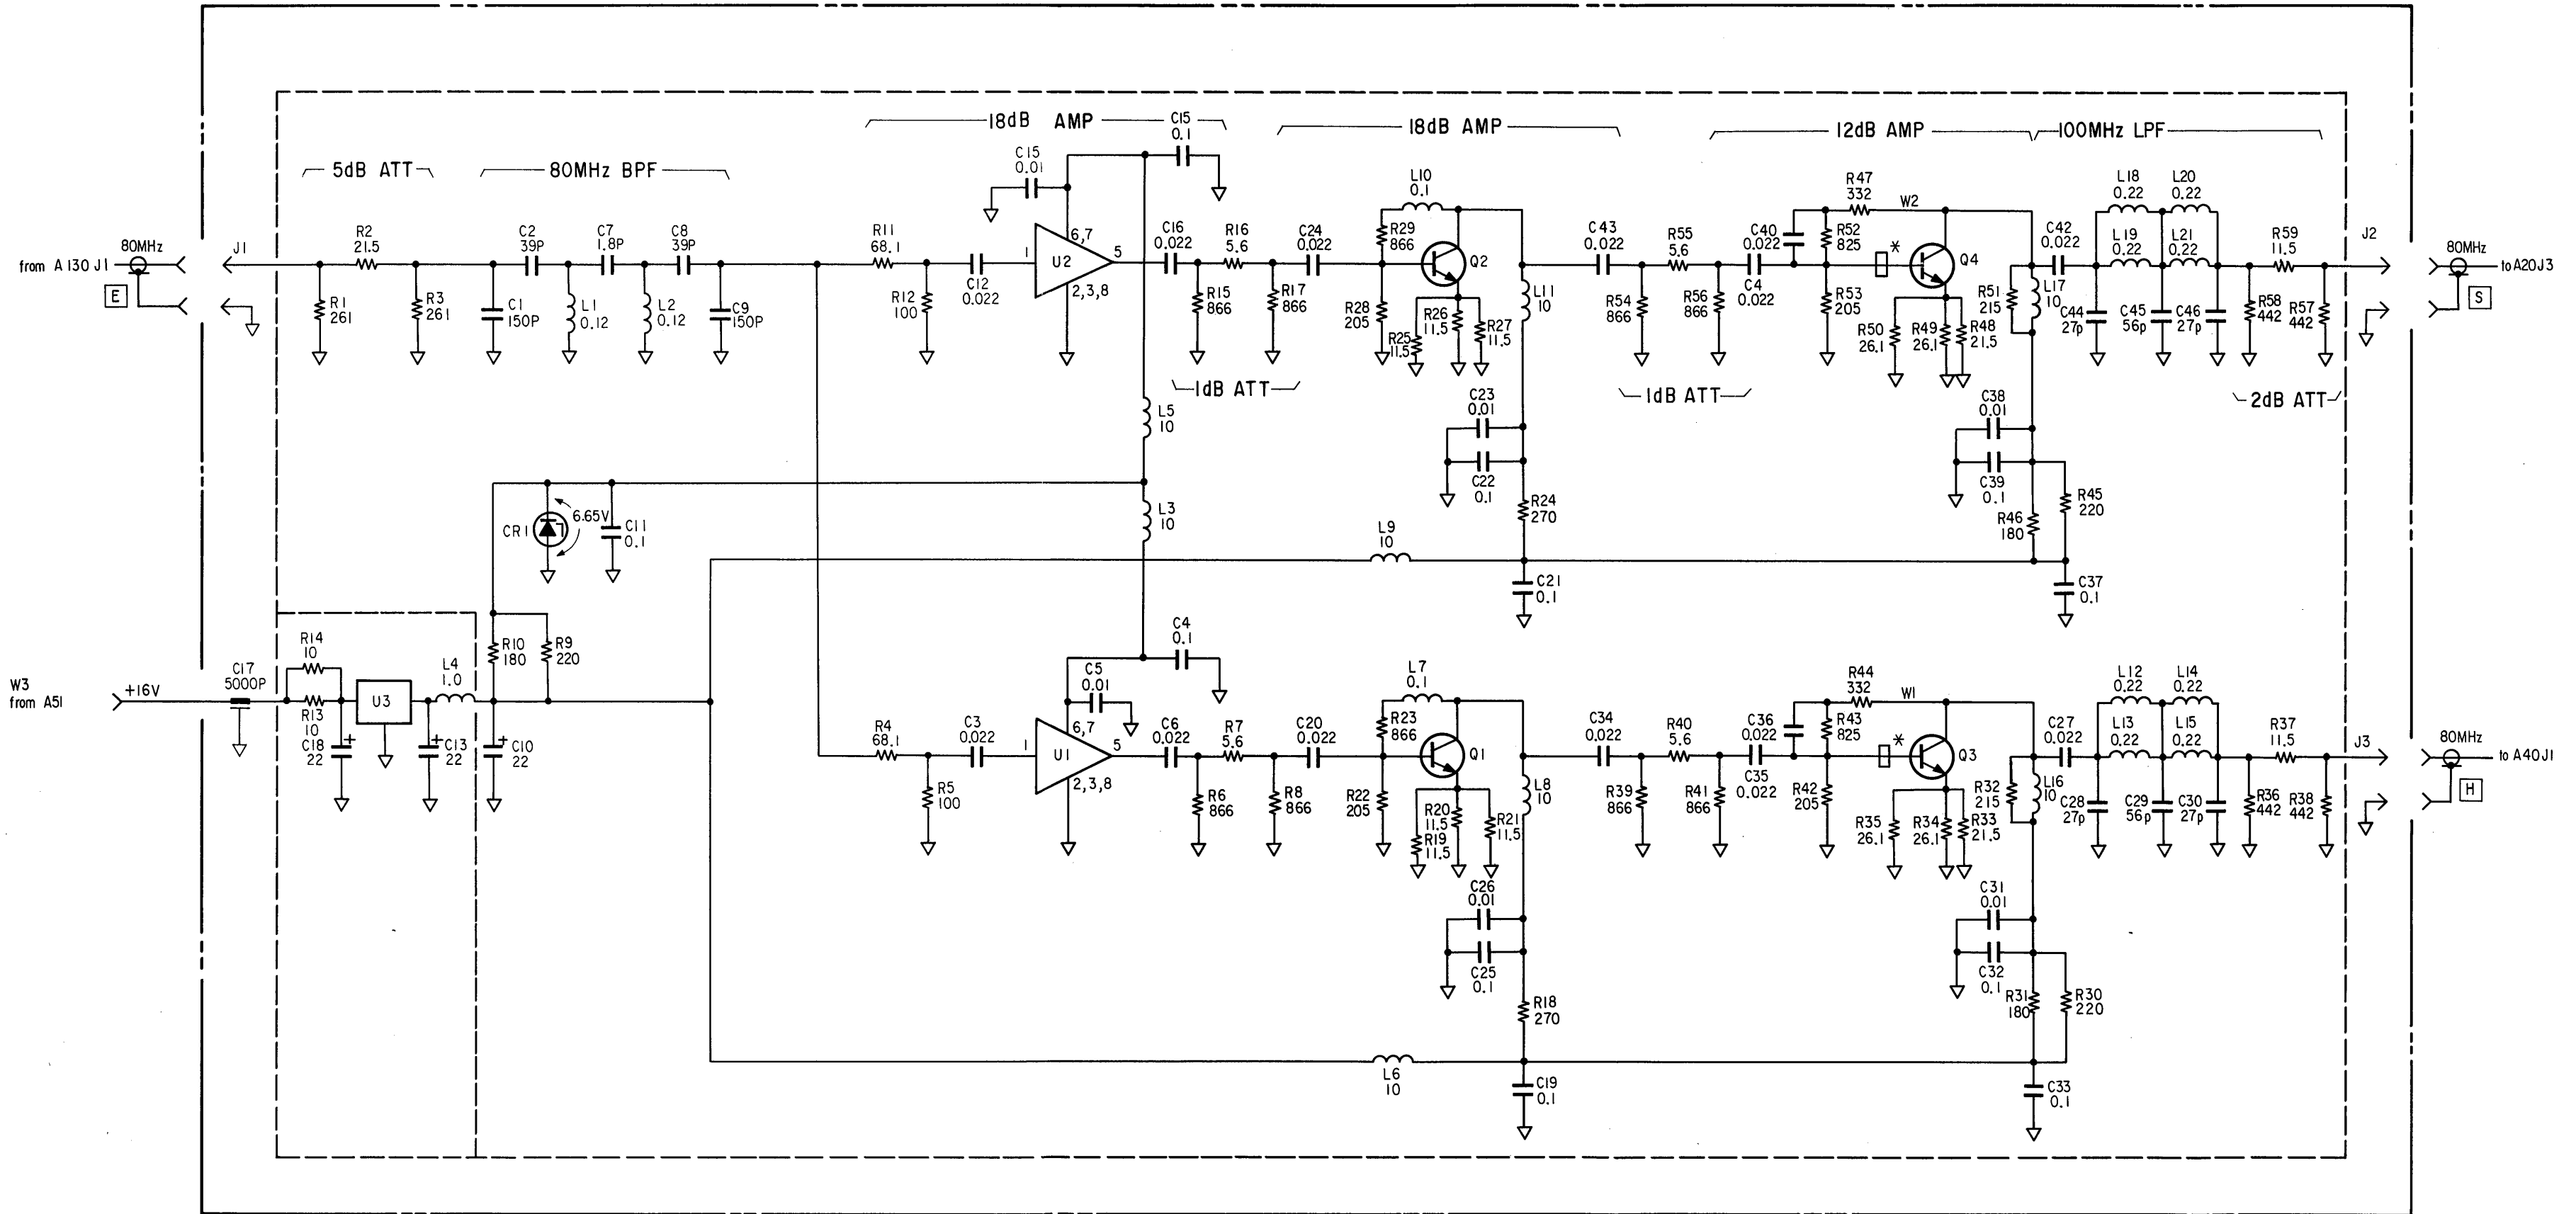 18dB AMP
C15
0.1
18dB AMP
12dB AMP
100MHz LPF
5dB ATT
80MHz BPF
C15
0.01
L10
0.1
R47
332
W2
L18
0.22
L20
0.22
80MHz
from A130 J1
E
J1
R2
21.5
C2
39P
C7
1.8P
C8
39P
R11
68.1
6,7
1
U2
5
2,3,8
C16
0.022
R16
5.6
C24
0.022
R29
866
Q2
C43
0.022
R55
5.6
C40
0.022
R52
825
*
Q4
C42
0.022
L19
0.22
L21
0.22
R59
11.5
J2
80MHz
to A20J3
S
R1
261
R3
261
C1
150P
L1
0.12
L2
0.12
C9
150P
R12
100
C12
0.022
R15
866
R17
866
R28
205
R25
11.5
R26
11.5
R27
11.5
L11
10
R54
866
R56
866
C4
0.022
R53
205
R50
26.1
R49
26.1
R48
21.5
R51
215
L17
10
C44
27p
C45
56p
C46
27p
R58
442
R57
442
1dB ATT
1dB ATT
2dB ATT
L5
10
C23
0.01
C22
0.1
C38
0.01
C39
0.1
CR1
6.65V
C11
0.1
L3
10
R24
270
R46
180
R45
220
L9
10
C21
0.1
C37
0.1
W3
from A51
+16V
C17
5000P
R14
10
R13
10
C18
22
+
U3
L4
1.0
+
C13
22
R10
180
R9
220
+
C10
22
C4
0.1
C5
0.01
L7
0.1
R44
332
W1
L12
0.22
L14
0.22
R4
68.1
C3
0.022
6,7
1
U1
5
2,3,8
C6
0.022
R7
5.6
C20
0.022
R23
866
Q1
C34
0.022
R40
5.6
C36
0.022
R43
825
*
Q3
C27
0.022
L13
0.22
L15
0.22
R37
11.5
J3
80MHz
to A40J1
H
R5
100
R6
866
R8
866
R22
205
R20
11.5
R19
11.5
R21
11.5
L8
10
R39
866
R41
866
C35
0.022
R42
205
R35
26.1
R34
26.1
R33
21.5
R32
215
L16
10
C28
27p
C29
56p
C30
27p
R36
442
R38
442
C26
0.01
C25
0.1
C31
0.01
C32
0.1
R18
270
R31
180
R30
220
L6
10
C19
0.1
C33
0.1